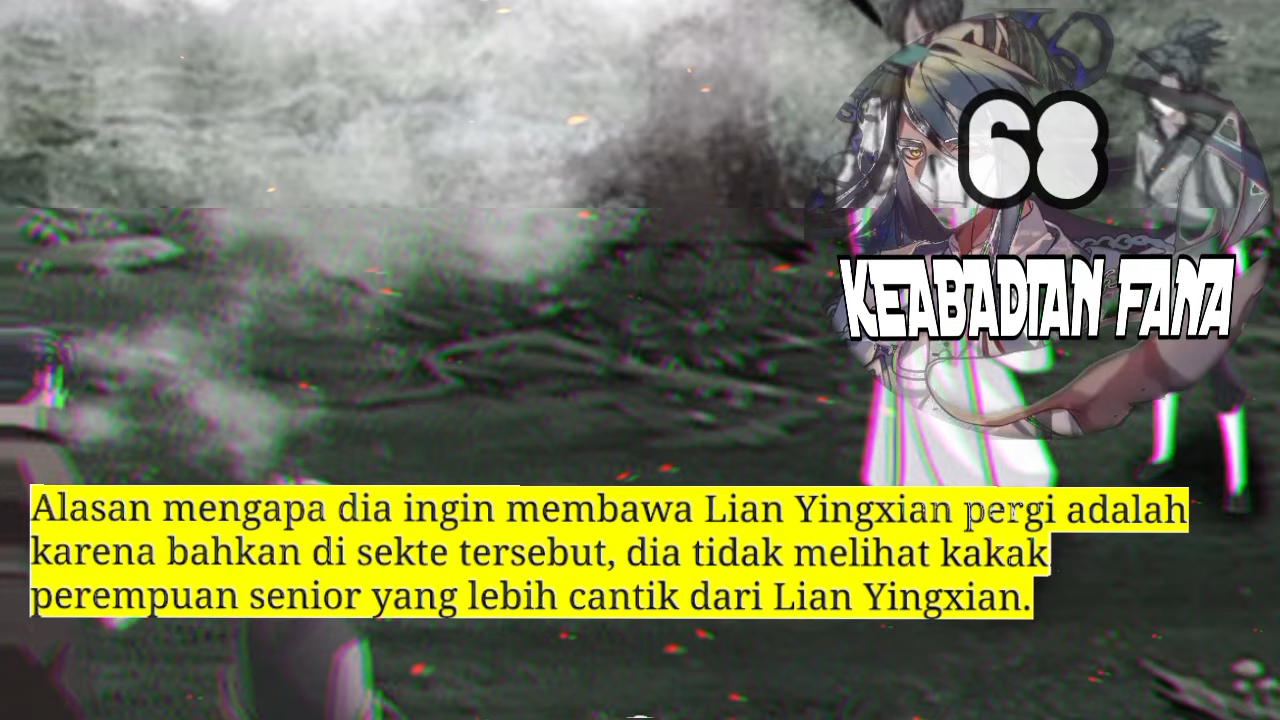 68
KEABADIAN FANA
Alasan mengapa dia ingin membawa Lian Yingxian pergi adalah
karena bahkan di sekte tersebut, dia tidak melihat kakak
perempuan senior yang lebih cantik dari Lian Yingxian.